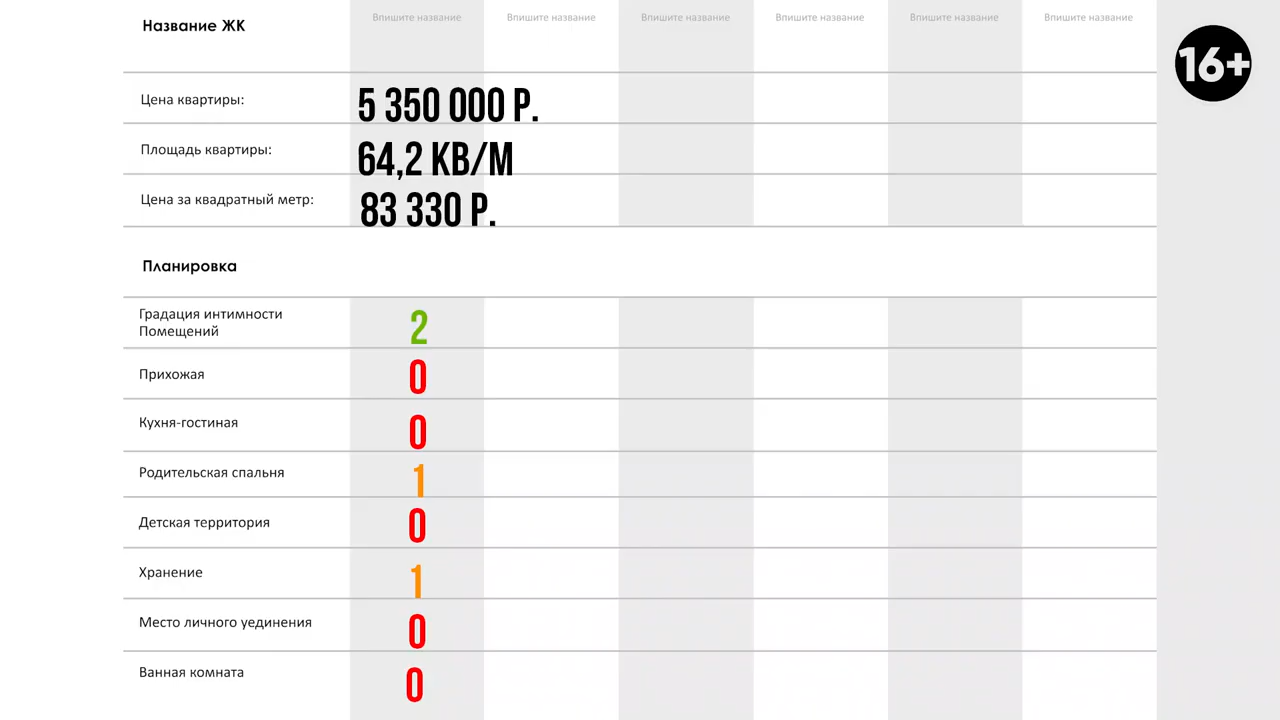 Название ЖК
Впишите название
Впишите название
Впишите название
Впишите название
Впишите название
Впишите название
16+
Цена квартиры:
5 350 000 Р.
Площадь квартиры:
64,2 КВ/М
Цена за квадратный метр:
83 330 Р.
Планировка
Градация интимности
Помещений
2
Прихожая
0
Кухня-гостиная
0
Родительская спальня
1
Детская территория
0
Хранение
1
Место личного уединения
0
Ванная комната
0